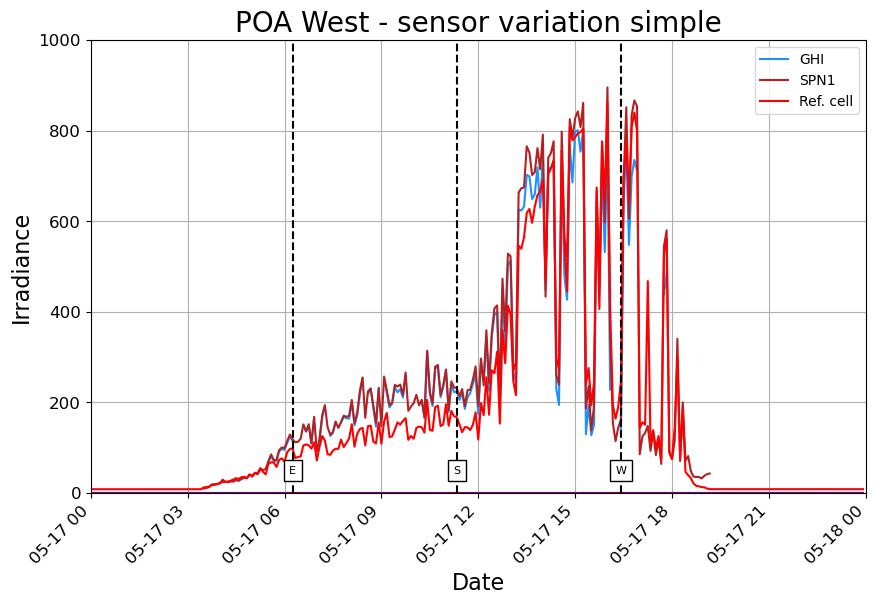 POA West - sensor variation simple
1000
800
600
400
200
0
Irradiance
GHI
SPN1
Ref. cell
E
S
W
05-17 00
05-17 03
05-17 06
05-17 09
05-17 12
05-17 15
05-17 18
05-17 21
05-18 00
Date